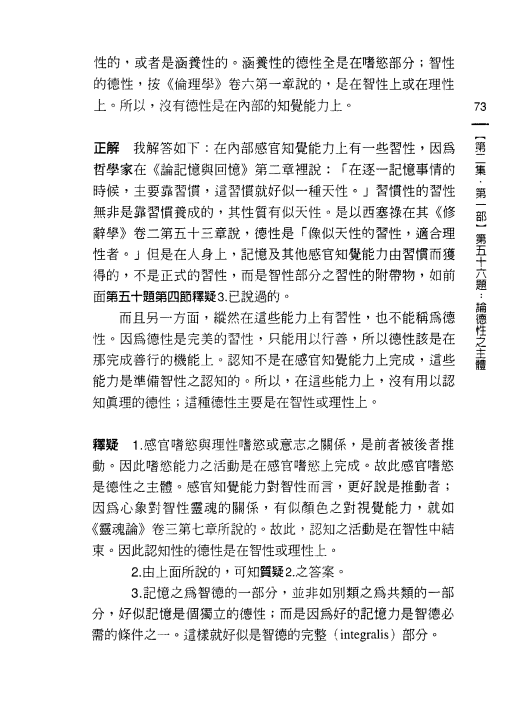 性的，或者是涵養性的。涵養性的德性全是在嗜慾部分；智性
的德性，按《倫理學》卷六第一章說的，是在智性上或在理性
上。所以，沒有德性是在內部的知覺能力上。
正解　我解答如下：在內部感官知覺能力上有一些習性，因爲
哲學家在《論記憶與回憶》第二章裡說：「在逐一記憶事情的
時候，主要靠習慣，這習慣就好似一種天性。」習慣性的習性
無非是靠習慣養成的，其性質有似天性。是以西塞祿在其《修
辭學》卷二第五十三章說，德性是「像似天性的習性，適合理
性者。」但是在人身上，記憶及其他感官知覺能力由習慣而獲
得的，不是正式的習性，而是智性部分之習性的附帶物，如前
面第五十題第四節釋疑3.已說過的。
而且另一方面，縱然在這些能力上有習性，也不能稱爲德
性。因爲德性是完美的習性，只能用以行善，所以德性該是在
那完成善行的機能上。認知不是在感官知覺能力上完成，這些
能力是準備智性之認知的。所以，在這些能力上，沒有用以認
知眞理的德性；這種德性主要是在智性或理性上。
釋疑　1.感官嗜慾與理性嗜慾或意志之關係，是前者被後者推
動。因此嗜慾能力之活動是在感官嗜慾上完成。故此感官嗜慾
是德性之主體。感官知覺能力對智性而言，更好說是推動者；
因爲心象對智性靈魂的關係，有似顏色之對視覺能力，就如
《靈魂論》卷三第七章所說的。故此，認知之活動是在智性中結
束。因此認知性的德性是在智性或理性上。
2.由上面所說的，可知質疑2.之答案。
3.記憶之爲智德的一部分，並非如別類之爲共類的一部
分，好似記憶是個獨立的德性；而是因爲好的記憶力是智德必
需的條件之一。這樣就好似是智德的完整（integralis）部分。
73
【第二集．第一部】第五十六題：論德性之主體